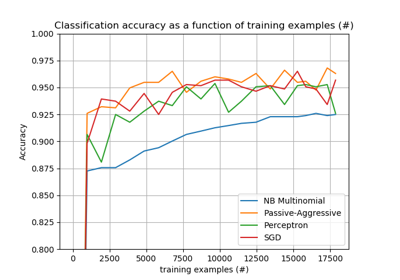 Classification accuracy as a function of training examples (#)
1.000
0.975
0.950
0.925
0.900
0.875
0.850
0.825
0.800
Accuracy
NB Multinomial
Passive-Aggressive
Perceptron
SGD
0 2500 5000 7500 10000 12500 15000 17500
training examples (#)